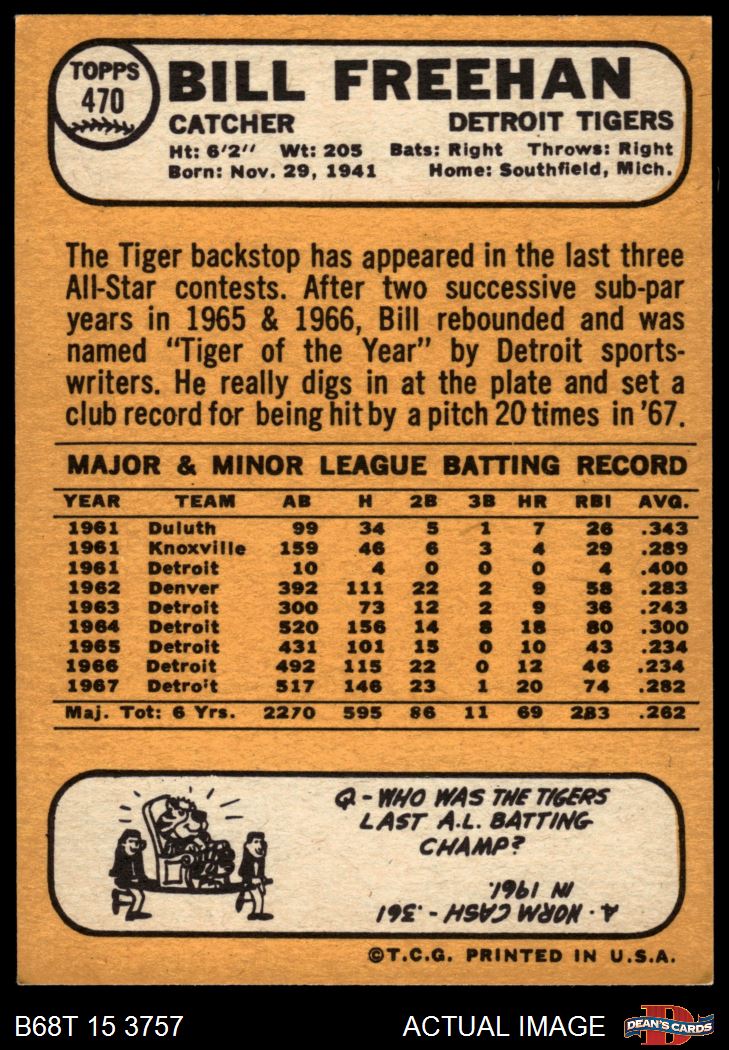 TOPPS
470
BILL FREEHAN
CATCHER DETROIT TIGERS
Ht: 6'2" Wt: 205 Bats: Right Throws: Right
Born: Nov. 29, 1941 Home: Southfield, Mich.
The Tiger backstop has appeared in the last three
All-Star contests. After two successive sub-par
years in 1965 & 1966, Bill rebounded and was
named "Tiger of the Year" by Detroit sports-
writers. He really digs in at the plate and set a
club record for being hit by a pitch 20 times in '67.
MAJOR & MINOR LEAGUE BATTING RECORD
YEAR TEAM AB H 2B 3B HR RBI AVG.
1961 Duluth 99 34 5 1 7 26 .343
1961 Knoxville 159 46 6 3 4 29 .289
1961 Detroit 10 4 0 0 0 4 .400
1962 Denver 392 111 22 2 9 58 .283
1963 Detroit 300 73 12 2 9 36 .243
1964 Detroit 520 156 14 8 18 80 .300
1965 Detroit 431 101 15 0 10 43 .234
1966 Detroit 492 115 22 0 12 46 .234
1967 Detroit 517 146 23 1 20 74 .282
Maj. Tot: 6 Yrs. 2270 595 86 11 69 283 .262
Q - WHO WAS THE TIGERS
LAST A.L. BATTING
CHAMP?
A. NORM CASH - .361
IN 1961.
©T.C.G. PRINTED IN U.S.A.
B68T 15 3757 ACTUAL IMAGE D DEAN'S CARDS